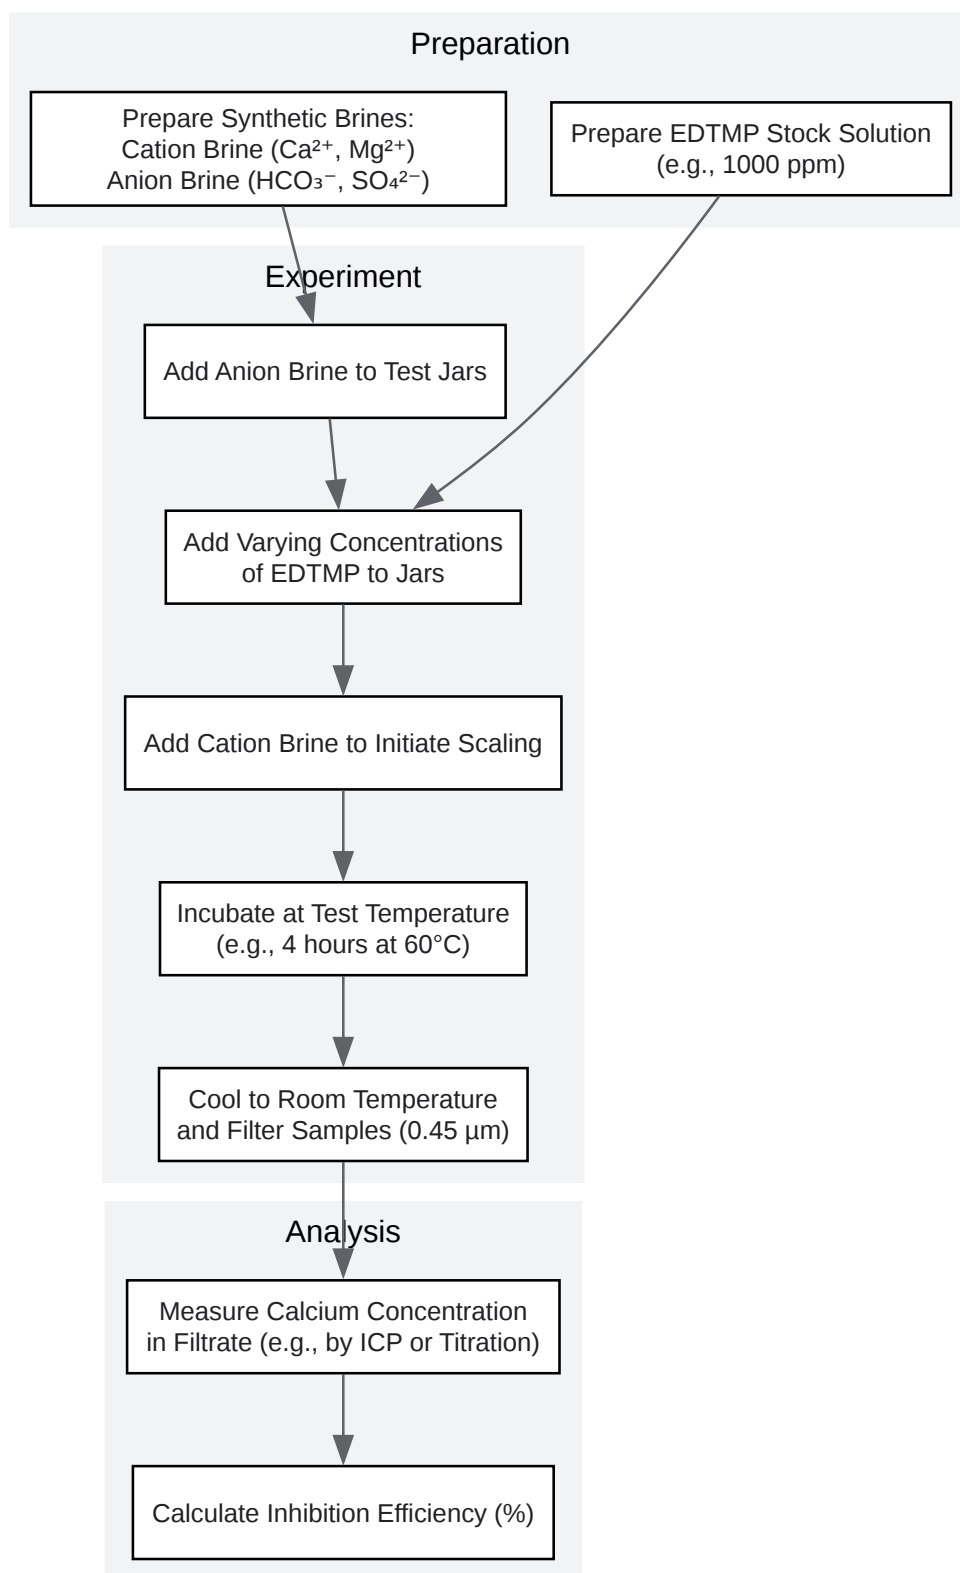 Preparation
Prepare Synthetic Brines:
Cation Brine (Ca²⁺, Mg²⁺)
Anion Brine (HCO₃⁻, SO₄²⁻)
Prepare EDTMP Stock Solution
(e.g., 1000 ppm)
Experiment
Add Anion Brine to Test Jars
Add Varying Concentrations
of EDTMP to Jars
Add Cation Brine to Initiate Scaling
Incubate at Test Temperature
(e.g., 4 hours at 60°C)
Cool to Room Temperature
and Filter Samples (0.45 µm)
Analysis
Measure Calcium Concentration
in Filtrate (e.g., by ICP or Titration)
Calculate Inhibition Efficiency (%)